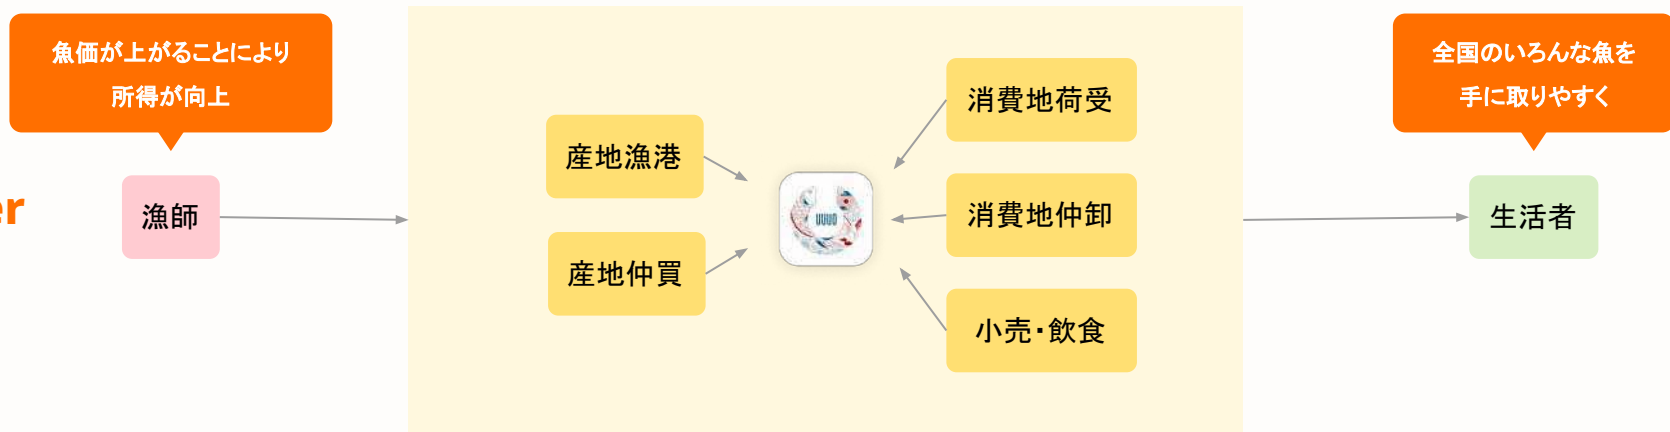 魚価が上がることにより
所得が向上
er
漁師
産地漁港
産地仲買
UUUO
消費地荷受
消費地仲卸
小売・飲食
全国のいろんな魚を
手に取りやすく
生活者